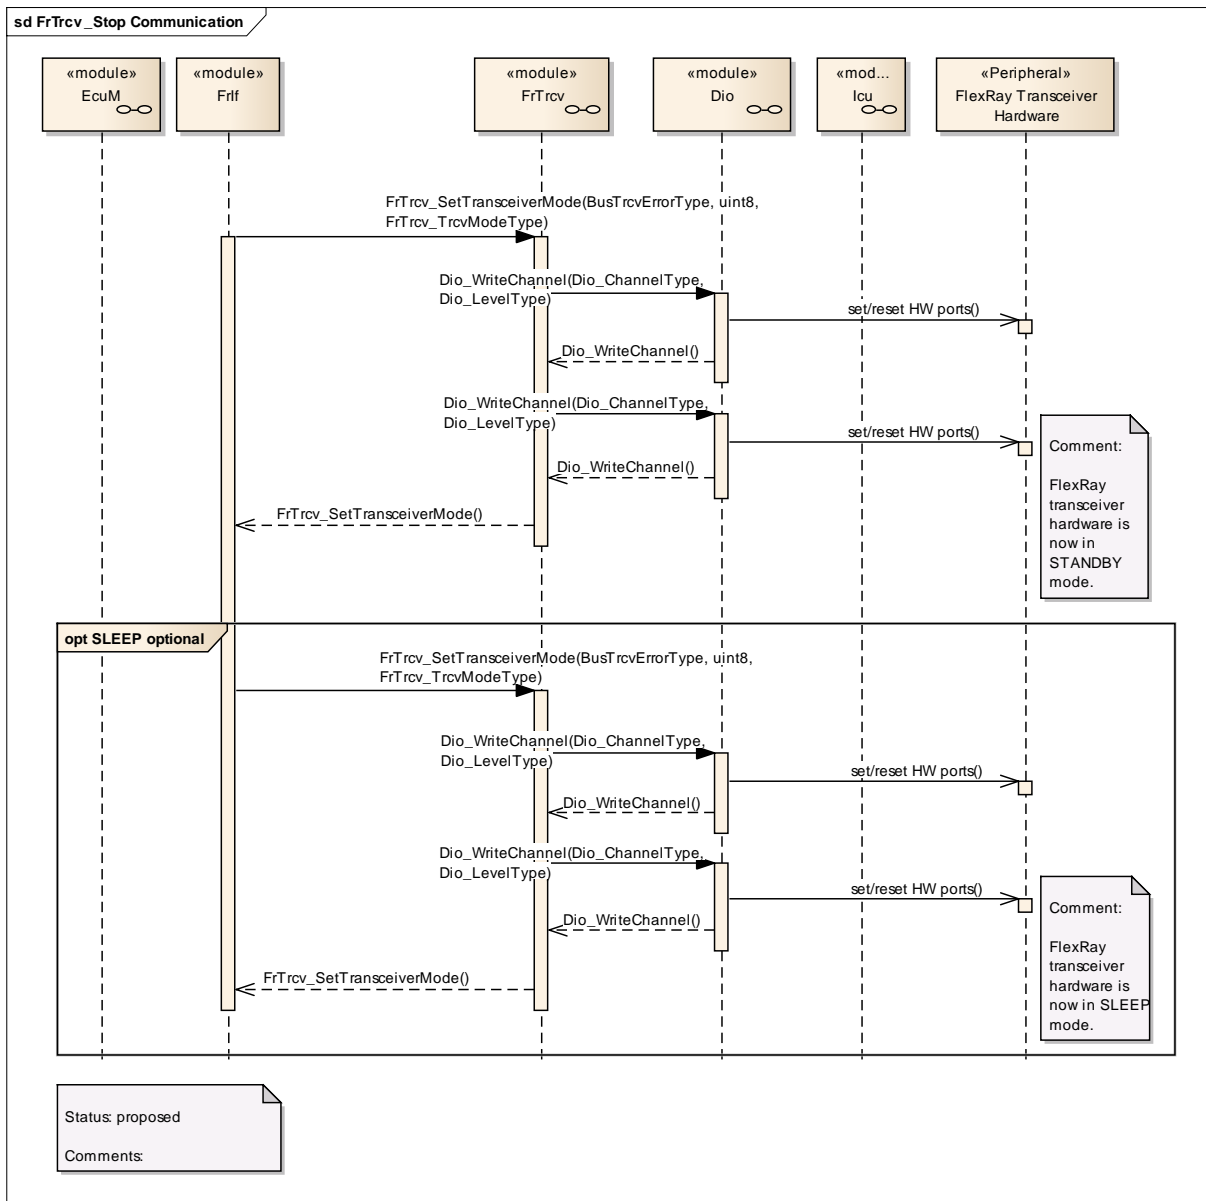 sd FrTrcv_Stop Communication
«module»
EcuM
«module»
FrIf
«module»
FrTrcv
«module»
Dio
«mod...
Icu
«Peripheral»
FlexRay Transceiver
Hardware
FrTrcv_SetTransceiverMode(BusTrcvErrorType, uint8,
FrTrcv_TrcvModeType)
Dio_WriteChannel(Dio_ChannelType,
Dio_LevelType)
set/reset HW ports()
Dio_WriteChannel()
Dio_WriteChannel(Dio_ChannelType,
Dio_LevelType)
set/reset HW ports()
Dio_WriteChannel()
FrTrcv_SetTransceiverMode()
Comment:
FlexRay
transceiver
hardware is
now in
STANDBY
mode.
opt SLEEP optional
FrTrcv_SetTransceiverMode(BusTrcvErrorType, uint8,
FrTrcv_TrcvModeType)
Dio_WriteChannel(Dio_ChannelType,
Dio_LevelType)
set/reset HW ports()
Dio_WriteChannel()
Dio_WriteChannel(Dio_ChannelType,
Dio_LevelType)
set/reset HW ports()
Dio_WriteChannel()
FrTrcv_SetTransceiverMode()
Comment:
FlexRay
transceiver
hardware is
now in SLEEP
mode.
Status: proposed
Comments: